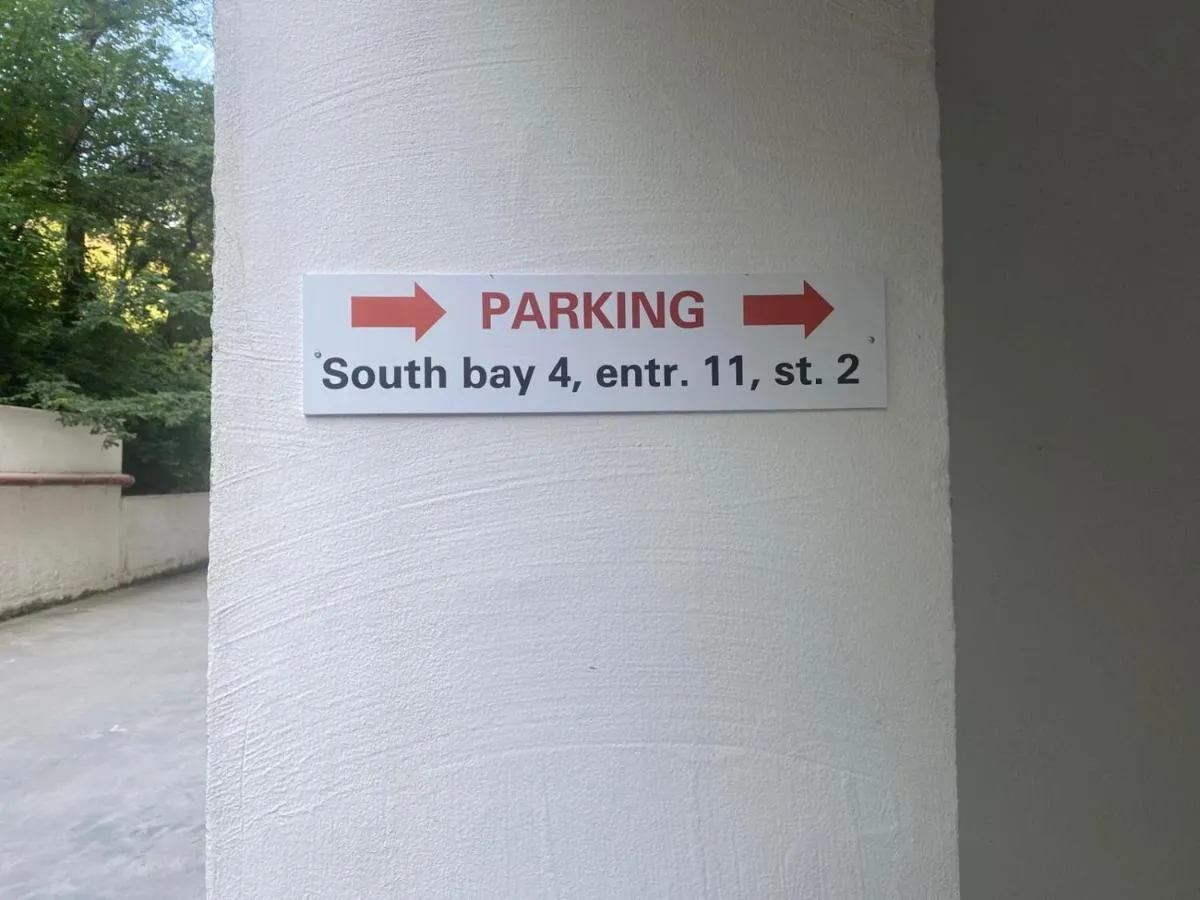 PARKING
South bay 4, entr. 11, st. 2